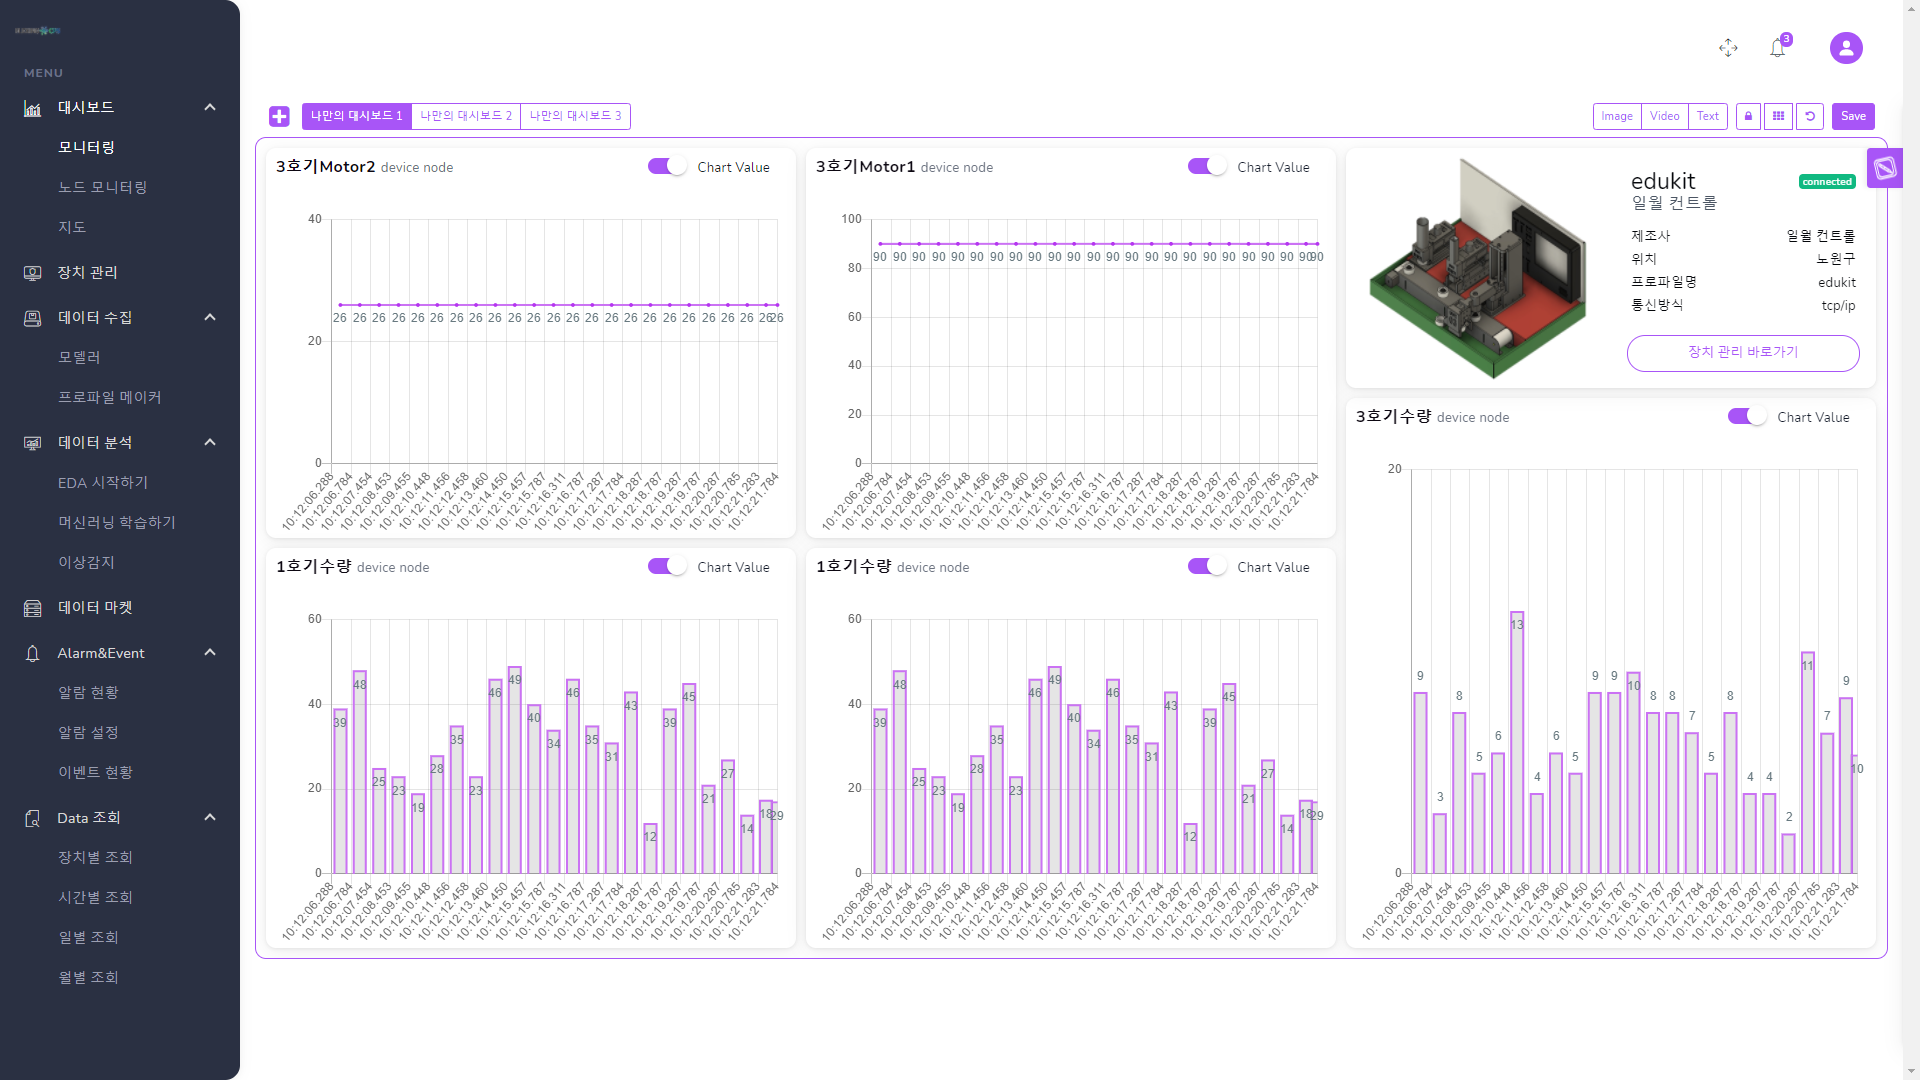 MENU
대시보드
모니터링
노드 모니터링
지도
장치 관리
데이터 수집
모델러
프로파일 메이커
데이터 분석
EDA 시작하기
머신러닝 학습하기
이상감지
데이터 마켓
Alarm&Event
알람 현황
알람 설정
이벤트 현황
Data 조회
장치별 조회
시간별 조회
일별 조회
월별 조회
3
나만의 대시보드 1 나만의 대시보드 2 나만의 대시보드 3
Image Video Text Save
3호기Motor2 device node Chart Value
40
26 26 26 26 26 26 26 26 26 26 26 26 26 26 26 26 26 26 26 26 26 26 26 26
20
0
10:12:06.288 10:12:06.784 10:12:07.454 10:12:08.453 10:12:09.455 10:12:10.448 10:12:11.456 10:12:12.458 10:12:13.460 10:12:14.450 10:12:15.457 10:12:15.787 10:12:16.311 10:12:16.787 10:12:17.287 10:12:17.784 10:12:18.287 10:12:18.787 10:12:19.287 10:12:19.787 10:12:20.287 10:12:20.785 10:12:21.283 10:12:21.784
3호기Motor1 device node Chart Value
100
90 90 90 90 90 90 90 90 90 90 90 90 90 90 90 90 90 90 90 90 90 90 90 90
80
60
40
20
0
10:12:06.288 10:12:06.784 10:12:07.454 10:12:08.453 10:12:09.455 10:12:10.448 10:12:11.456 10:12:12.458 10:12:13.460 10:12:14.450 10:12:15.457 10:12:15.787 10:12:16.311 10:12:16.787 10:12:17.287 10:12:17.784 10:12:18.287 10:12:18.787 10:12:19.287 10:12:19.787 10:12:20.287 10:12:20.785 10:12:21.283 10:12:21.784
edukit connected
일월 컨트롤
제조사 일월 컨트롤
위치 노원구
프로파일명 edukit
통신방식 tcp/ip
장치 관리 바로가기
1호기수량 device node Chart Value
60
40
20
0
39 48 25 23 19 28 35 23 46 49 40 34 46 35 31 43 12 39 45 21 27 14 18 29
10:12:06.288 10:12:06.784 10:12:07.454 10:12:08.453 10:12:09.455 10:12:10.448 10:12:11.456 10:12:12.458 10:12:13.460 10:12:14.450 10:12:15.457 10:12:15.787 10:12:16.311 10:12:16.787 10:12:17.287 10:12:17.784 10:12:18.287 10:12:18.787 10:12:19.287 10:12:19.787 10:12:20.287 10:12:20.785 10:12:21.283 10:12:21.784
1호기수량 device node Chart Value
60
40
20
0
39 48 25 23 19 28 35 23 46 49 40 34 46 35 31 43 12 39 45 21 27 14 18 29
10:12:06.288 10:12:06.784 10:12:07.454 10:12:08.453 10:12:09.455 10:12:10.448 10:12:11.456 10:12:12.458 10:12:13.460 10:12:14.450 10:12:15.457 10:12:15.787 10:12:16.311 10:12:16.787 10:12:17.287 10:12:17.784 10:12:18.287 10:12:18.787 10:12:19.287 10:12:19.787 10:12:20.287 10:12:20.785 10:12:21.283 10:12:21.784
3호기수량 device node Chart Value
20
0
9 3 8 5 6 13 4 6 5 9 9 10 8 8 7 5 8 4 4 2 11 7 9 10
10:12:06.288 10:12:06.784 10:12:07.454 10:12:08.453 10:12:09.455 10:12:10.448 10:12:11.456 10:12:12.458 10:12:13.460 10:12:14.450 10:12:15.457 10:12:15.787 10:12:16.311 10:12:16.787 10:12:17.287 10:12:17.784 10:12:18.287 10:12:18.787 10:12:19.287 10:12:19.787 10:12:20.287 10:12:20.785 10:12:21.283 10:12:21.784